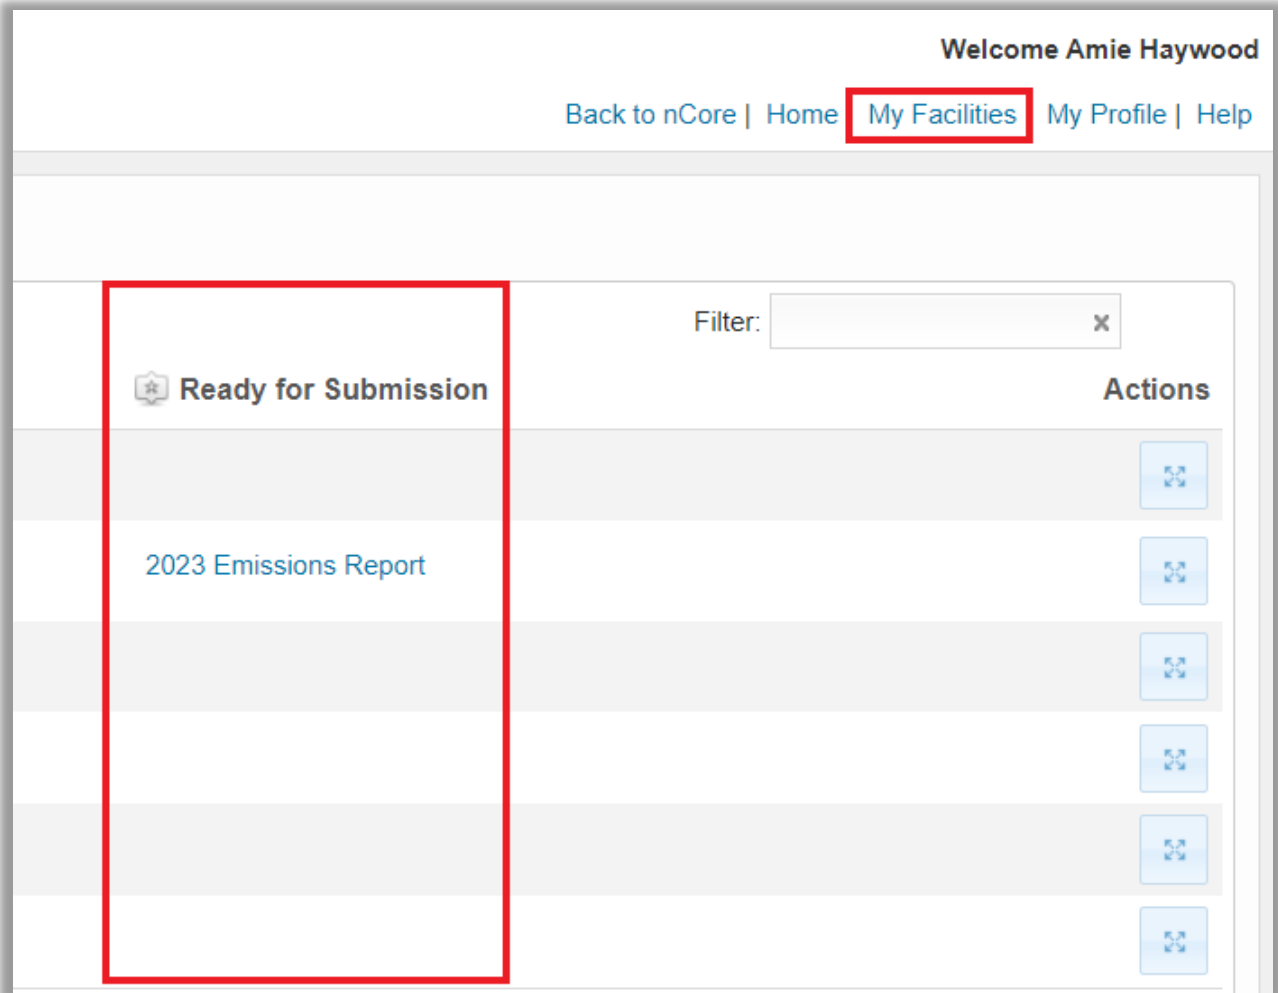 Welcome Amie Haywood
Back to nCore | Home My Facilities My Profile | Help
Filter:
Ready for Submission Actions
2023 Emissions Report